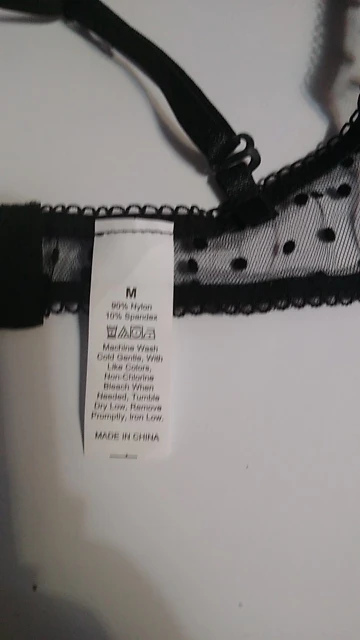 M
90% Nylon
10% Spandex
Machine Wash
Cold Gentle, With
Like Colors,
Non-Chlorine
Bleach When
Needed, Tumble
Dry Low, Remove
Promptly, Iron Low.
MADE IN CHINA